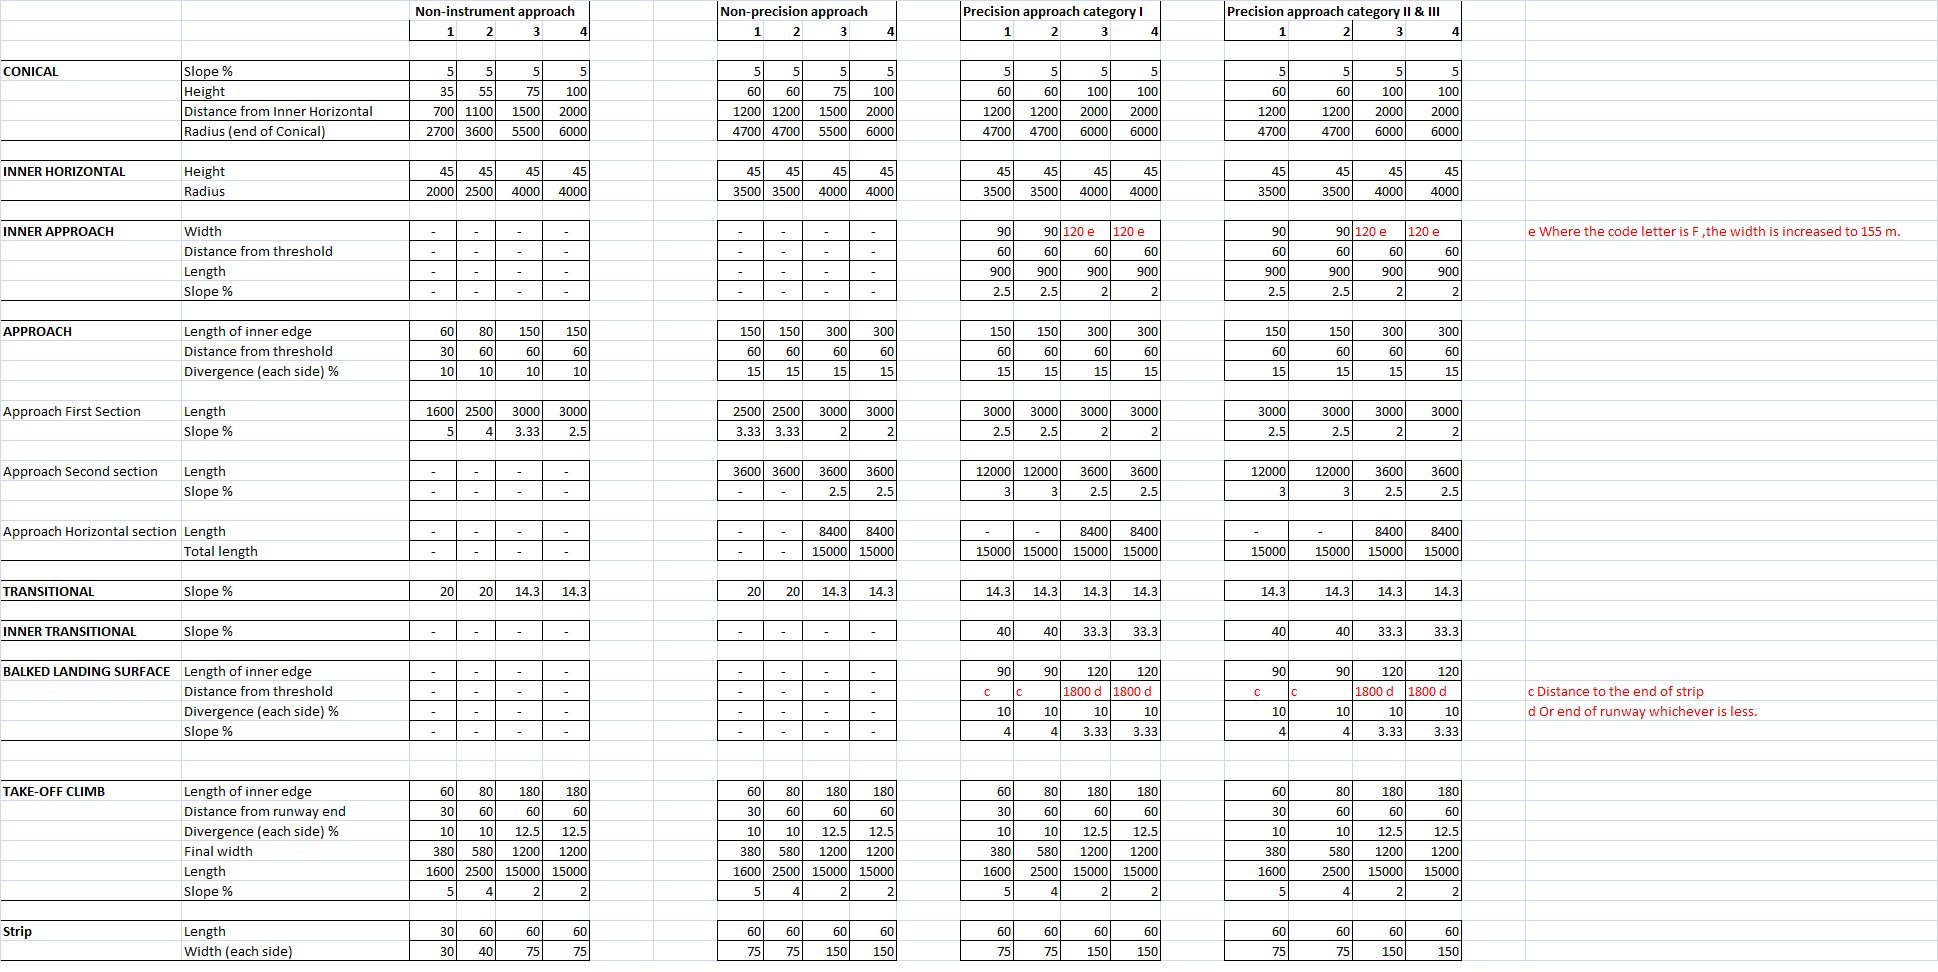 Non-instrument approach Non-precision approach Precision approach category I Precision approach category II & III
1 2 3 4 1 2 3 4 1 2 3 4 1 2 3 4
CONICAL Slope % 5 5 5 5 5 5 5 5 5 5 5 5 5 5 5 5
Height 35 55 75 100 60 60 75 100 60 60 100 100 60 60 100 100
Distance from Inner Horizontal 700 1100 1500 2000 1200 1200 1500 2000 1200 1200 2000 2000 1200 1200 2000 2000
Radius (end of Conical) 2700 3600 5500 6000 4700 4700 5500 6000 4700 4700 6000 6000 4700 4700 6000 6000
INNER HORIZONTAL Height 45 45 45 45 45 45 45 45 45 45 45 45 45 45 45 45
Radius 2000 2500 4000 4000 3500 3500 4000 4000 3500 3500 4000 4000 3500 3500 4000 4000
INNER APPROACH Width - - - - - - - - 90 90 120 e 120 e 90 90 120 e 120 e e Where the code letter is F ,the width is increased to 155 m.
Distance from threshold - - - - - - - - 60 60 60 60 60 60 60 60
Length - - - - - - - - 900 900 900 900 900 900 900 900
Slope % - - - - - - - - 2.5 2.5 2 2 2.5 2.5 2 2
APPROACH Length of inner edge 60 80 150 150 150 150 300 300 150 150 300 300 150 150 300 300
Distance from threshold 30 60 60 60 60 60 60 60 60 60 60 60 60 60 60 60
Divergence (each side) % 10 10 10 10 15 15 15 15 15 15 15 15 15 15 15 15
Approach First Section Length 1600 2500 3000 3000 2500 2500 3000 3000 3000 3000 3000 3000 3000 3000 3000 3000
Slope % 5 4 3.33 2.5 3.33 3.33 2 2 2.5 2.5 2 2 2.5 2.5 2 2
Approach Second section Length - - - - 3600 3600 3600 3600 12000 12000 3600 3600 12000 12000 3600 3600
Slope % - - - - - - 2.5 2.5 3 3 2.5 2.5 3 3 2.5 2.5
Approach Horizontal section Length - - - - - - 8400 8400 - - 8400 8400 - - 8400 8400
Total length - - - - - - 15000 15000 15000 15000 15000 15000 15000 15000 15000 15000
TRANSITIONAL Slope % 20 20 14.3 14.3 20 20 14.3 14.3 14.3 14.3 14.3 14.3 14.3 14.3 14.3 14.3
INNER TRANSITIONAL Slope % - - - - - - - - 40 40 33.3 33.3 40 40 33.3 33.3
BALKED LANDING SURFACE Length of inner edge - - - - - - - - 90 90 120 120 90 90 120 120
Distance from threshold - - - - - - - - c c 1800 d 1800 d c c 1800 d 1800 d c Distance to the end of strip
Divergence (each side) % - - - - - - - - 10 10 10 10 10 10 10 10 d Or end of runway whichever is less.
Slope % - - - - - - - - 4 4 3.33 3.33 4 4 3.33 3.33
TAKE-OFF CLIMB Length of inner edge 60 80 180 180 60 80 180 180 60 80 180 180 60 80 180 180
Distance from runway end 30 60 60 60 30 60 60 60 30 60 60 60 30 60 60 60
Divergence (each side) % 10 10 12.5 12.5 10 10 12.5 12.5 10 10 12.5 12.5 10 10 12.5 12.5
Final width 380 580 1200 1200 380 580 1200 1200 380 580 1200 1200 380 580 1200 1200
Length 1600 2500 15000 15000 1600 2500 15000 15000 1600 2500 15000 15000 1600 2500 15000 15000
Slope % 5 4 2 2 5 4 2 2 5 4 2 2 5 4 2 2
Strip Length 30 60 60 60 60 60 60 60 60 60 60 60 60 60 60 60
Width (each side) 30 40 75 75 75 75 150 150 75 75 150 150 75 75 150 150